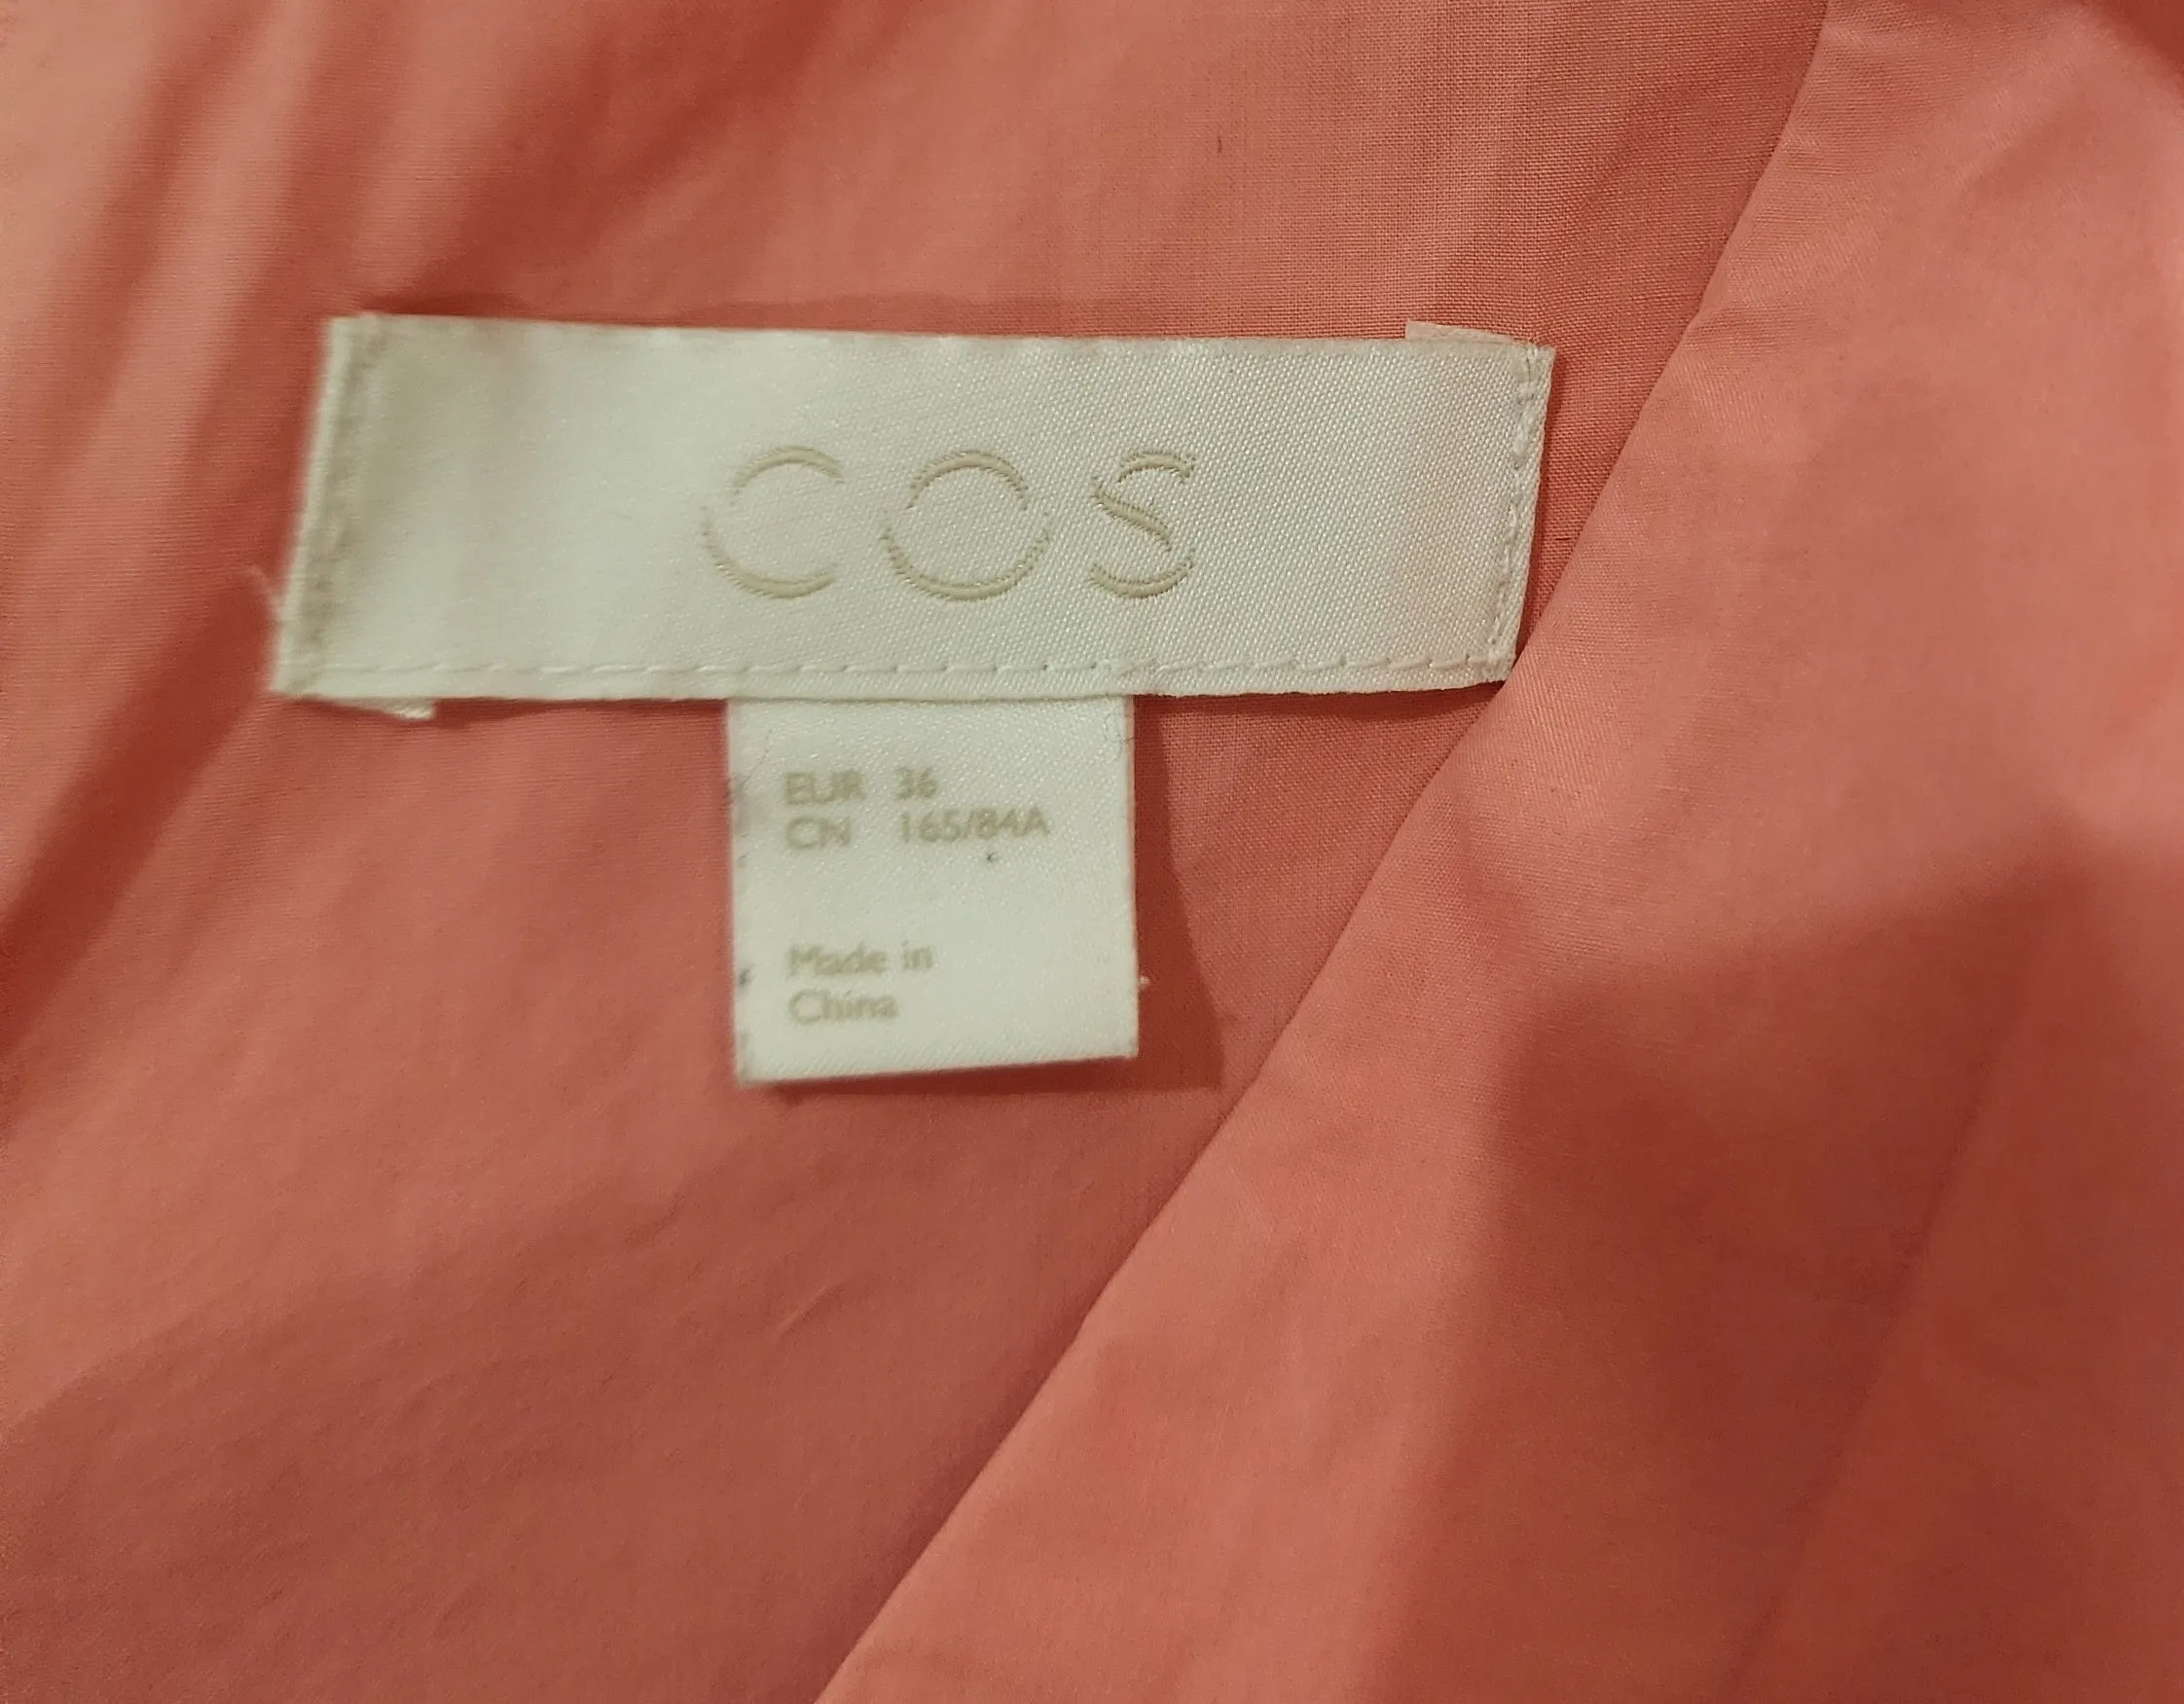 COS
EUR 36
CN 165/84A
Made in
China